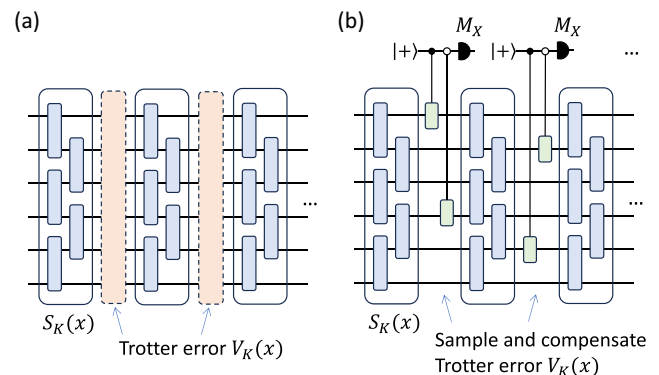 (a)
S_K(x)
Trotter error V_K(x)
...
(b)
|+⟩
M_X
|+⟩
M_X
...
...
S_K(x)
Sample and compensate
Trotter error V_K(x)